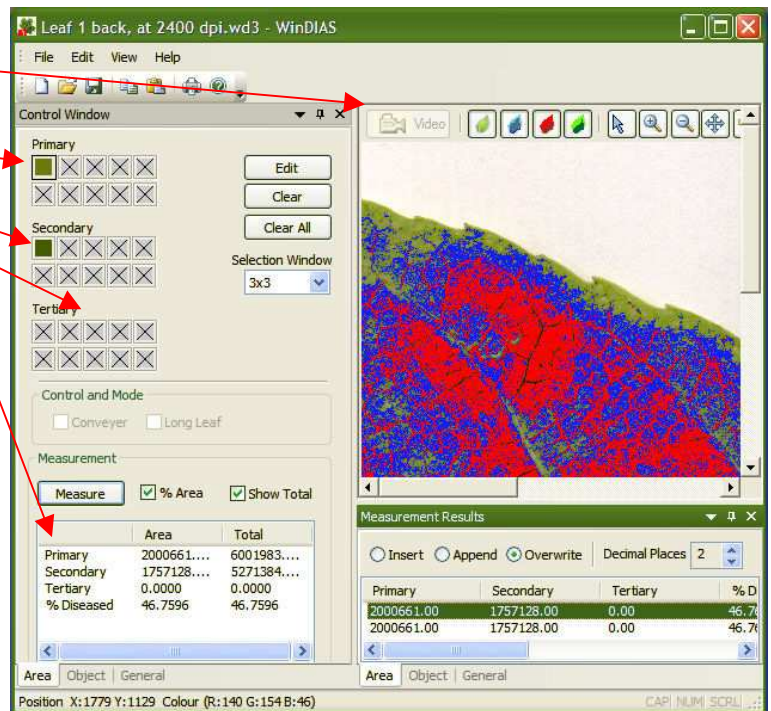 Leaf 1 back, at 2400 dpi.wd3 - WinDIAS
File Edit View Help
Control Window
Primary
Edit
Clear
Secondary
Clear All
Selection Window
3x3
Tertiary
Control and Mode
Conveyer Long Leaf
Measurement
Measure % Area Show Total
Area Total
Primary 2000661.... 6001983....
Secondary 1757128.... 5271384....
Tertiary 0.0000 0.0000
% Diseased 46.7596 46.7596
Area Object General
Video
Measurement Results
Insert Append Overwrite Decimal Places 2
Primary Secondary Tertiary % D
2000661.00 1757128.00 0.00 46.76
2000661.00 1757128.00 0.00 46.76
Area Object General
Position X:1779 Y:1129 Colour (R:140 G:154 B:46) CAP NUM SCRL